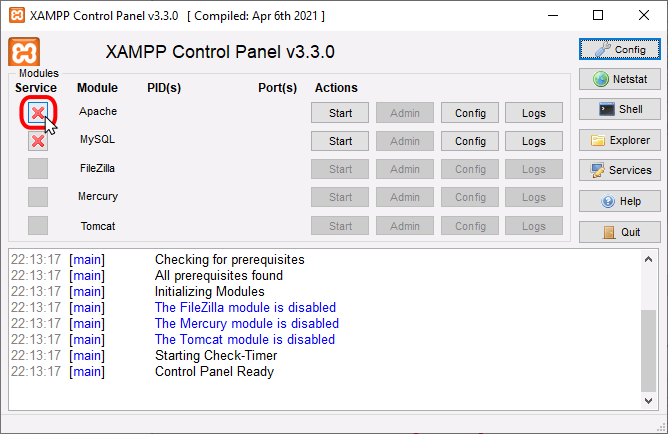 XAMPP Control Panel v3.3.0 [ Compiled: Apr 6th 2021 ]
XAMPP Control Panel v3.3.0
Config
Modules
Service Module PID(s) Port(s) Actions
Netstat
Apache Start Admin Config Logs
Shell
MySQL Start Admin Config Logs
Explorer
FileZilla Start Admin Config Logs
Services
Mercury Start Admin Config Logs
Help
Tomcat Start Admin Config Logs
Quit
22:13:17 [main] Checking for prerequisites
22:13:17 [main] All prerequisites found
22:13:17 [main] Initializing Modules
22:13:17 [main] The FileZilla module is disabled
22:13:17 [main] The Mercury module is disabled
22:13:17 [main] The Tomcat module is disabled
22:13:17 [main] Starting Check-Timer
22:13:17 [main] Control Panel Ready